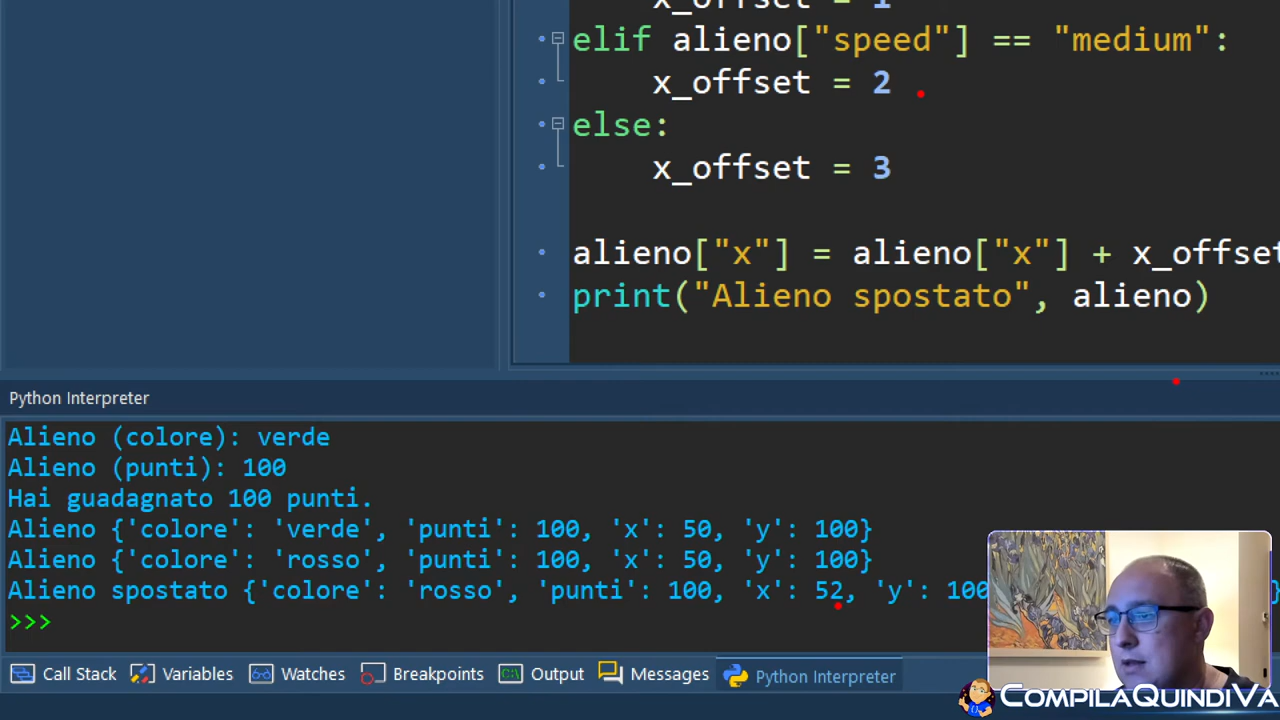 x_offset = 1
elif alieno["speed"] == "medium":
x_offset = 2
else:
x_offset = 3
alieno["x"] = alieno["x"] + x_offset
print("Alieno spostato", alieno)
Python Interpreter
Alieno (colore): verde
Alieno (punti): 100
Hai guadagnato 100 punti.
Alieno {'colore': 'verde', 'punti': 100, 'x': 50, 'y': 100}
Alieno {'colore': 'rosso', 'punti': 100, 'x': 50, 'y': 100}
Alieno spostato {'colore': 'rosso', 'punti': 100, 'x': 52, 'y': 100
>>>
Call Stack Variables Watches Breakpoints Output Messages Python Interpreter
COMPILAQUINDIVA